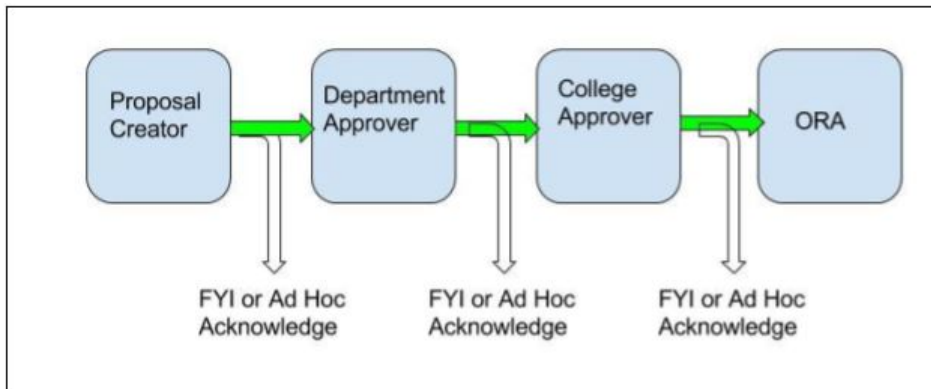 Proposal
Creator
Department
Approver
College
Approver
ORA
FYI or Ad Hoc
Acknowledge
FYI or Ad Hoc
Acknowledge
FYI or Ad Hoc
Acknowledge